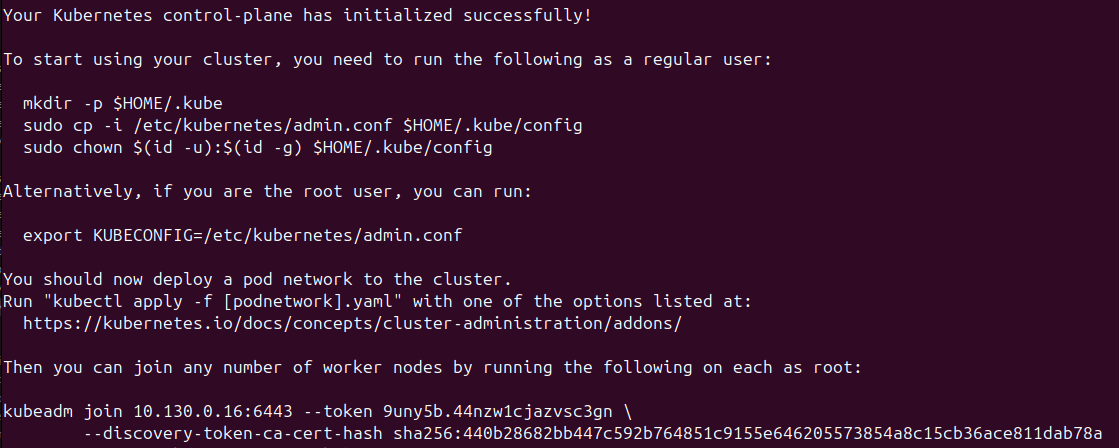 Your Kubernetes control-plane has initialized successfully!
To start using your cluster, you need to run the following as a regular user:
mkdir -p $HOME/.kube
sudo cp -i /etc/kubernetes/admin.conf $HOME/.kube/config
sudo chown $(id -u):$(id -g) $HOME/.kube/config
Alternatively, if you are the root user, you can run:
export KUBECONFIG=/etc/kubernetes/admin.conf
You should now deploy a pod network to the cluster.
Run "kubectl apply -f [podnetwork].yaml" with one of the options listed at:
https://kubernetes.io/docs/concepts/cluster-administration/addons/
Then you can join any number of worker nodes by running the following on each as root:
kubeadm join 10.130.0.16:6443 --token 9uny5b.44nzw1cjazvsc3gn \
--discovery-token-ca-cert-hash sha256:440b28682bb447c592b764851c9155e646205573854a8c15cb36ace811dab78a